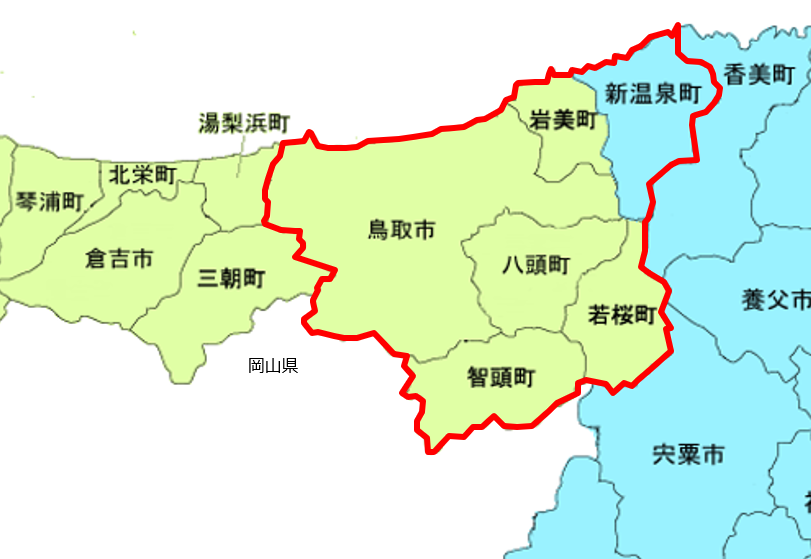 香美町
新温泉町
岩美町
湯梨浜町
北栄町
琴浦町
鳥取市
倉吉市
三朝町
八頭町
養父市
若桜町
岡山県
智頭町
宍粟市